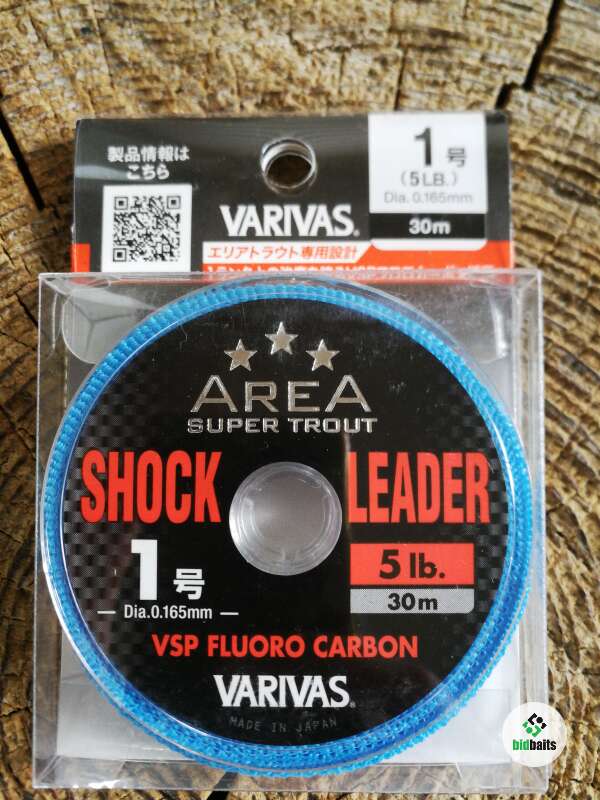 製品情報は
こちら
VARIVAS®
エリアトラウト専用設計
1号
(5LB.)
Dia. 0.165mm
30m
AREA
SUPER TROUT
SHOCK LEADER
1号
Dia.0.165mm
5 lb.
30m
VSP FLUORO CARBON
VARIVAS®
MADE IN JAPAN
bidbaits